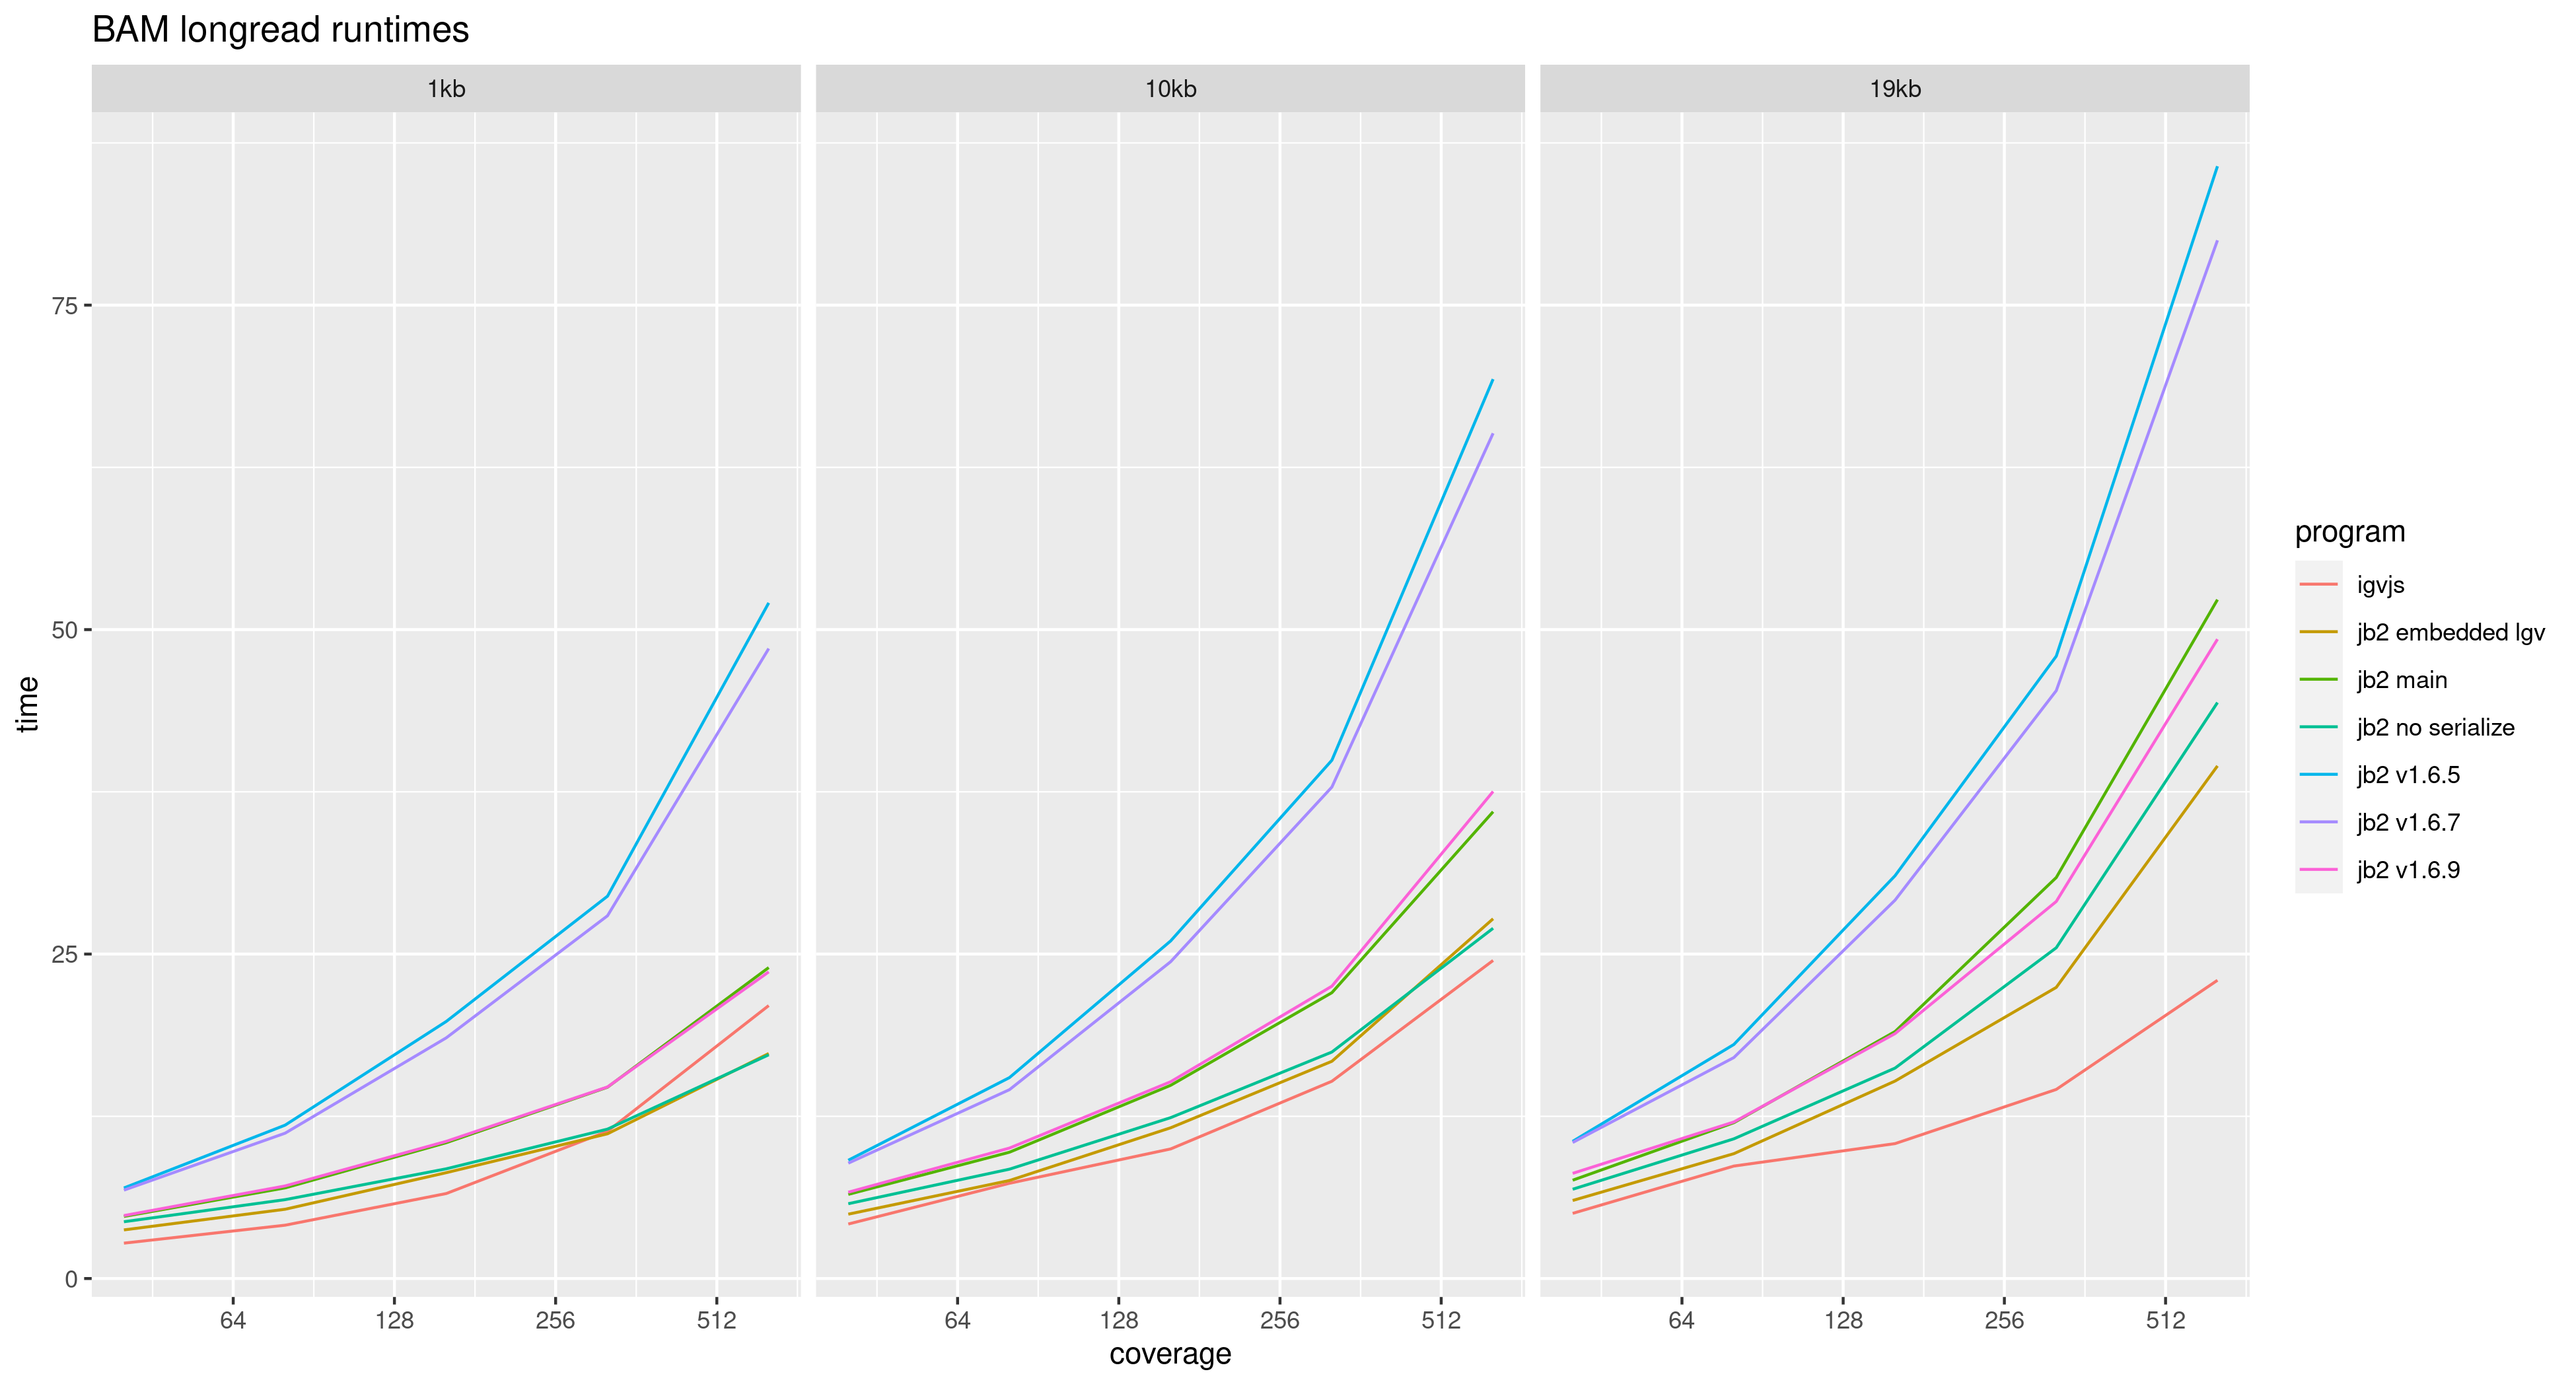 BAM longread runtimes
1kb
10kb
19kb
75
50
25
0
time
64
128
256
512
64
128
256
512
64
128
256
512
coverage
program
igvjs
jb2 embedded lgv
jb2 main
jb2 no serialize
jb2 v1.6.5
jb2 v1.6.7
jb2 v1.6.9